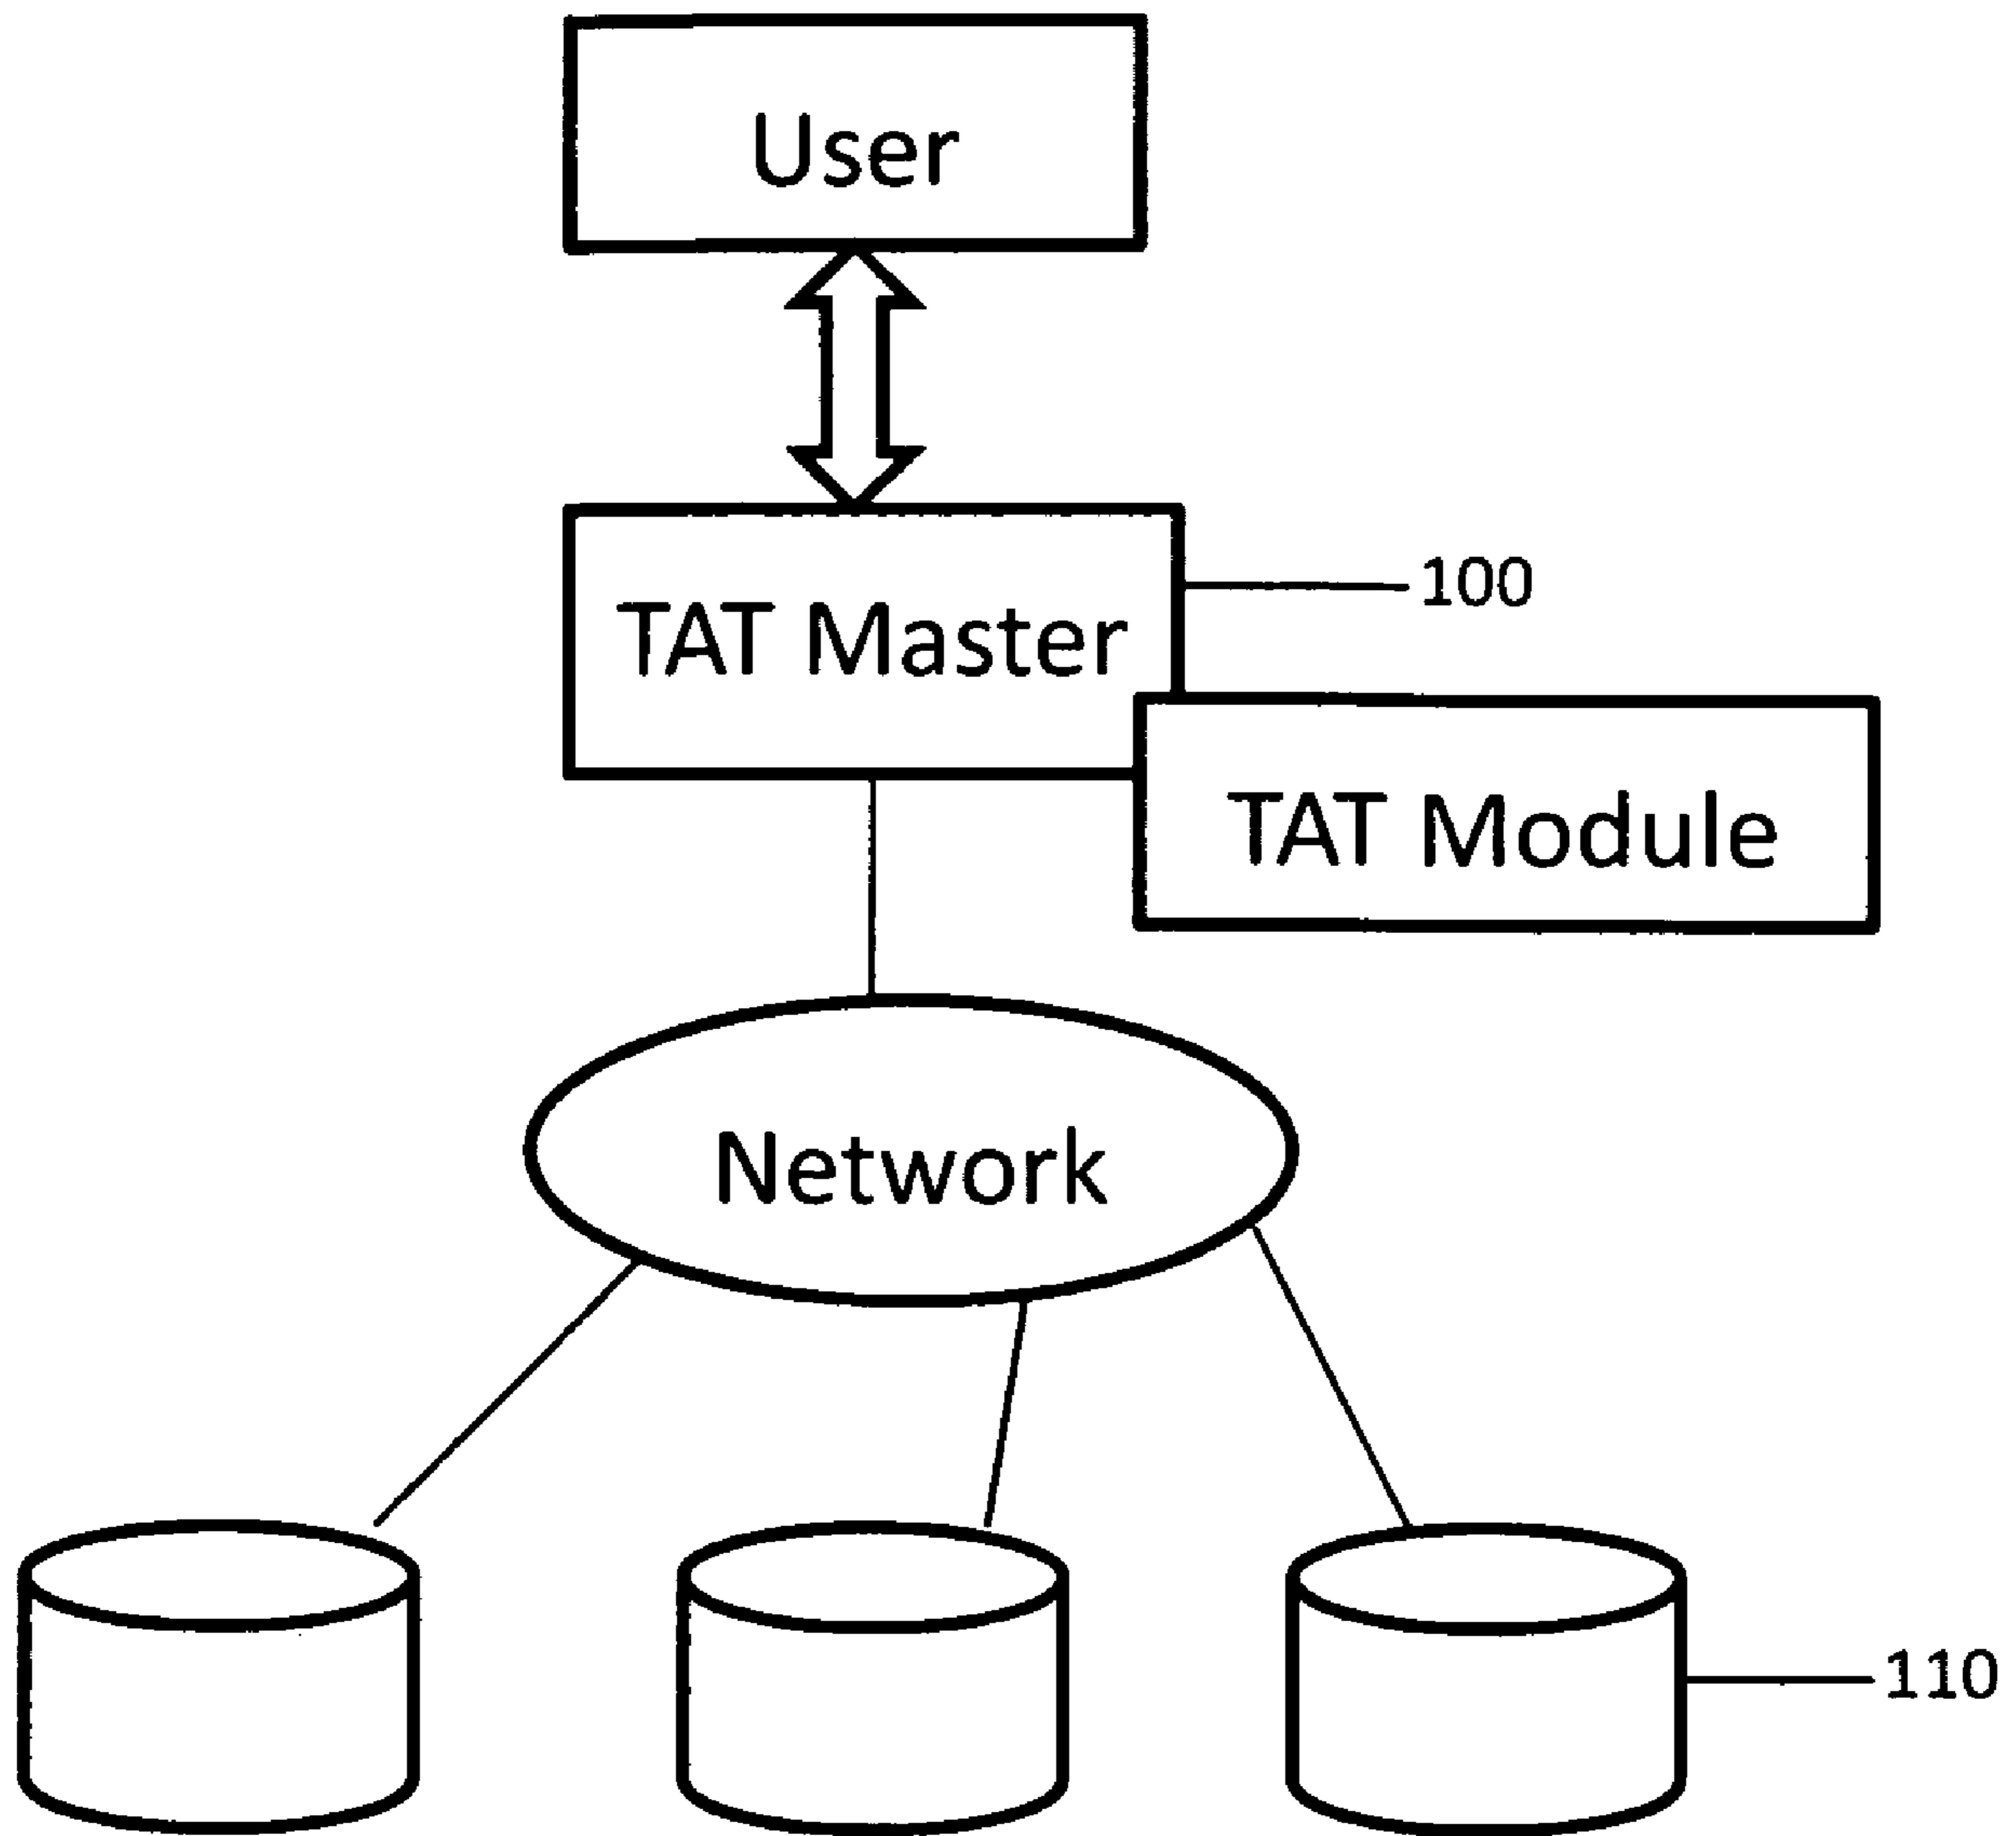 User
TAT Master
100
TAT Module
Network
110